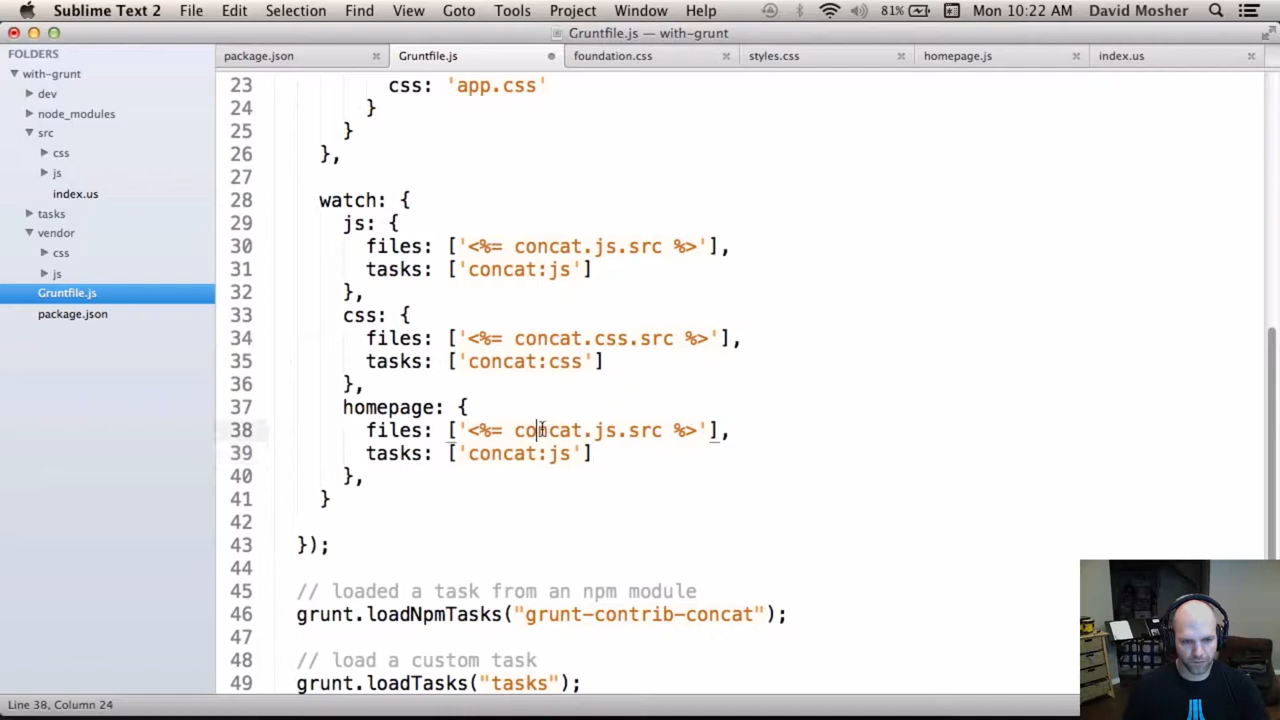 Sublime Text 2 File Edit Selection Find View Goto Tools Project Window Help 81% Mon 10:22 AM David Mosher
Gruntfile.js — with-grunt
FOLDERS
with-grunt
dev
node_modules
src
css
js
index.us
tasks
vendor
css
js
Gruntfile.js
package.json
package.json Gruntfile.js foundation.css styles.css homepage.js index.us
23 css: 'app.css'
24 }
25 }
26 },
27
28 watch: {
29 js: {
30 files: ['<%= concat.js.src %>'],
31 tasks: ['concat:js']
32 },
33 css: {
34 files: ['<%= concat.css.src %>'],
35 tasks: ['concat:css']
36 },
37 homepage: {
38 files: ['<%= concat.js.src %>'],
39 tasks: ['concat:js']
40 },
41 }
42
43 });
44
45 // loaded a task from an npm module
46 grunt.loadNpmTasks("grunt-contrib-concat");
47
48 // load a custom task
49 grunt.loadTasks("tasks");
Line 38, Column 24